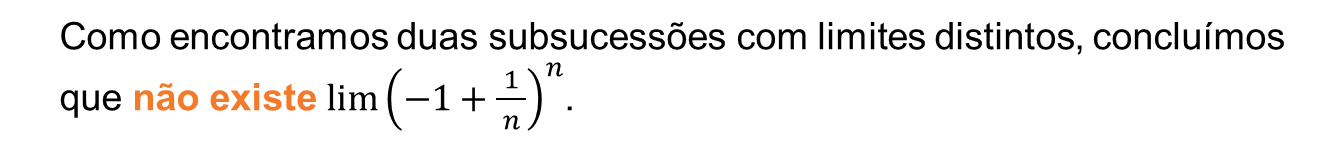 Como encontramos duas subsucessões com limites distintos, concluímos
que não existe lim(−1 + 1/n)^n.